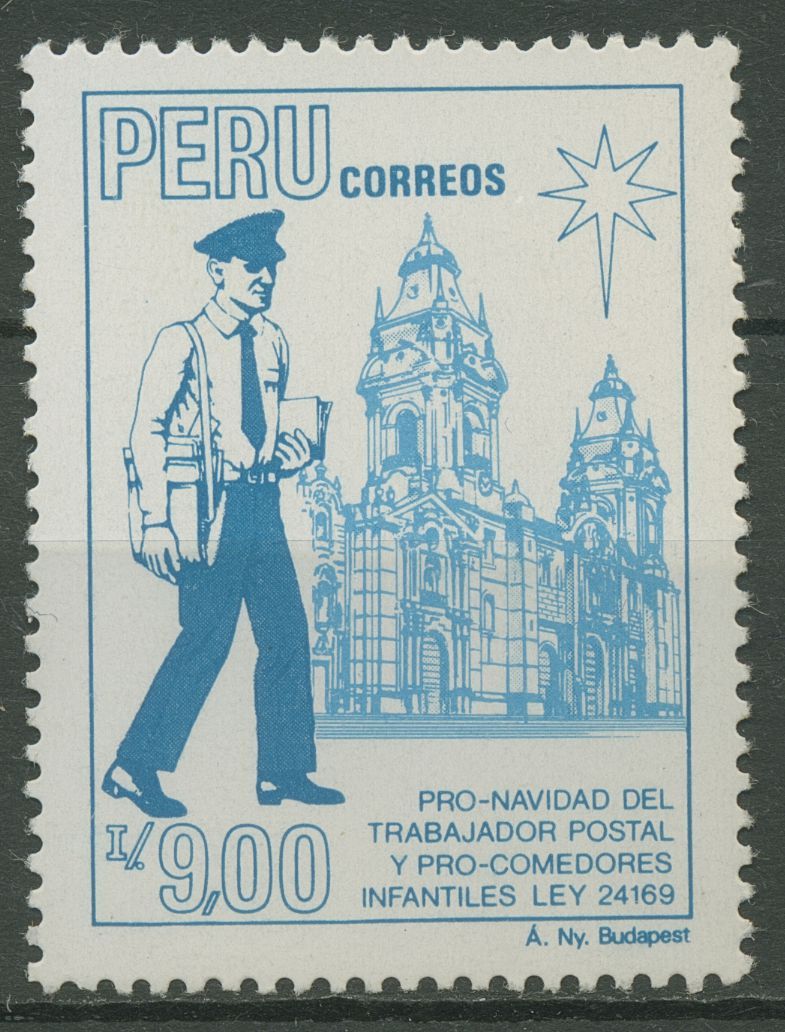 PERU CORREOS
PRO-NAVIDAD DEL
TRABAJADOR POSTAL
Y PRO-COMEDORES
INFANTILES LEY 24169
I/. 9,00
Á. Ny. Budapest